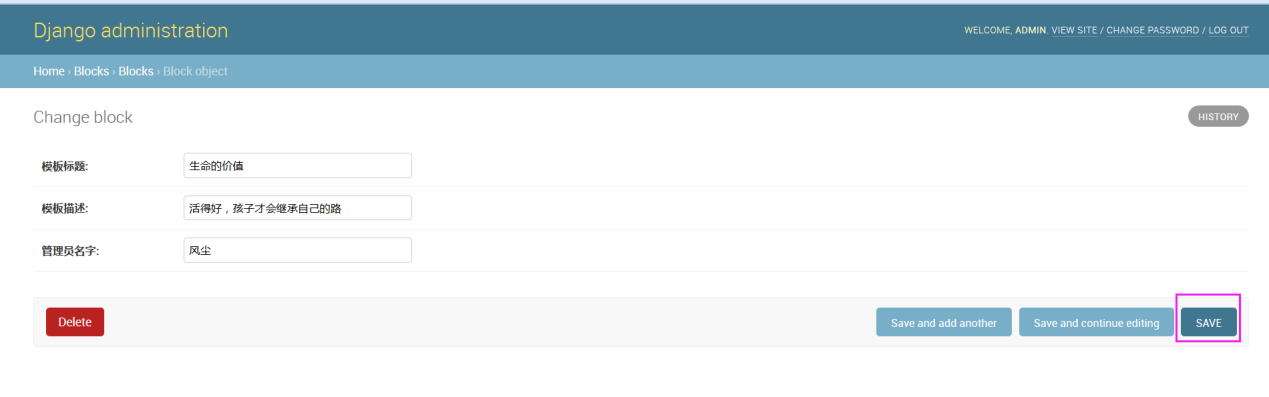 Django administration
WELCOME, ADMIN. VIEW SITE / CHANGE PASSWORD / LOG OUT
Home › Blocks › Blocks › Block object
Change block
HISTORY
模板标题: 生命的价值
模板描述: 活得好，孩子才会继承自己的路
管理员名字: 风尘
Delete Save and add another Save and continue editing SAVE